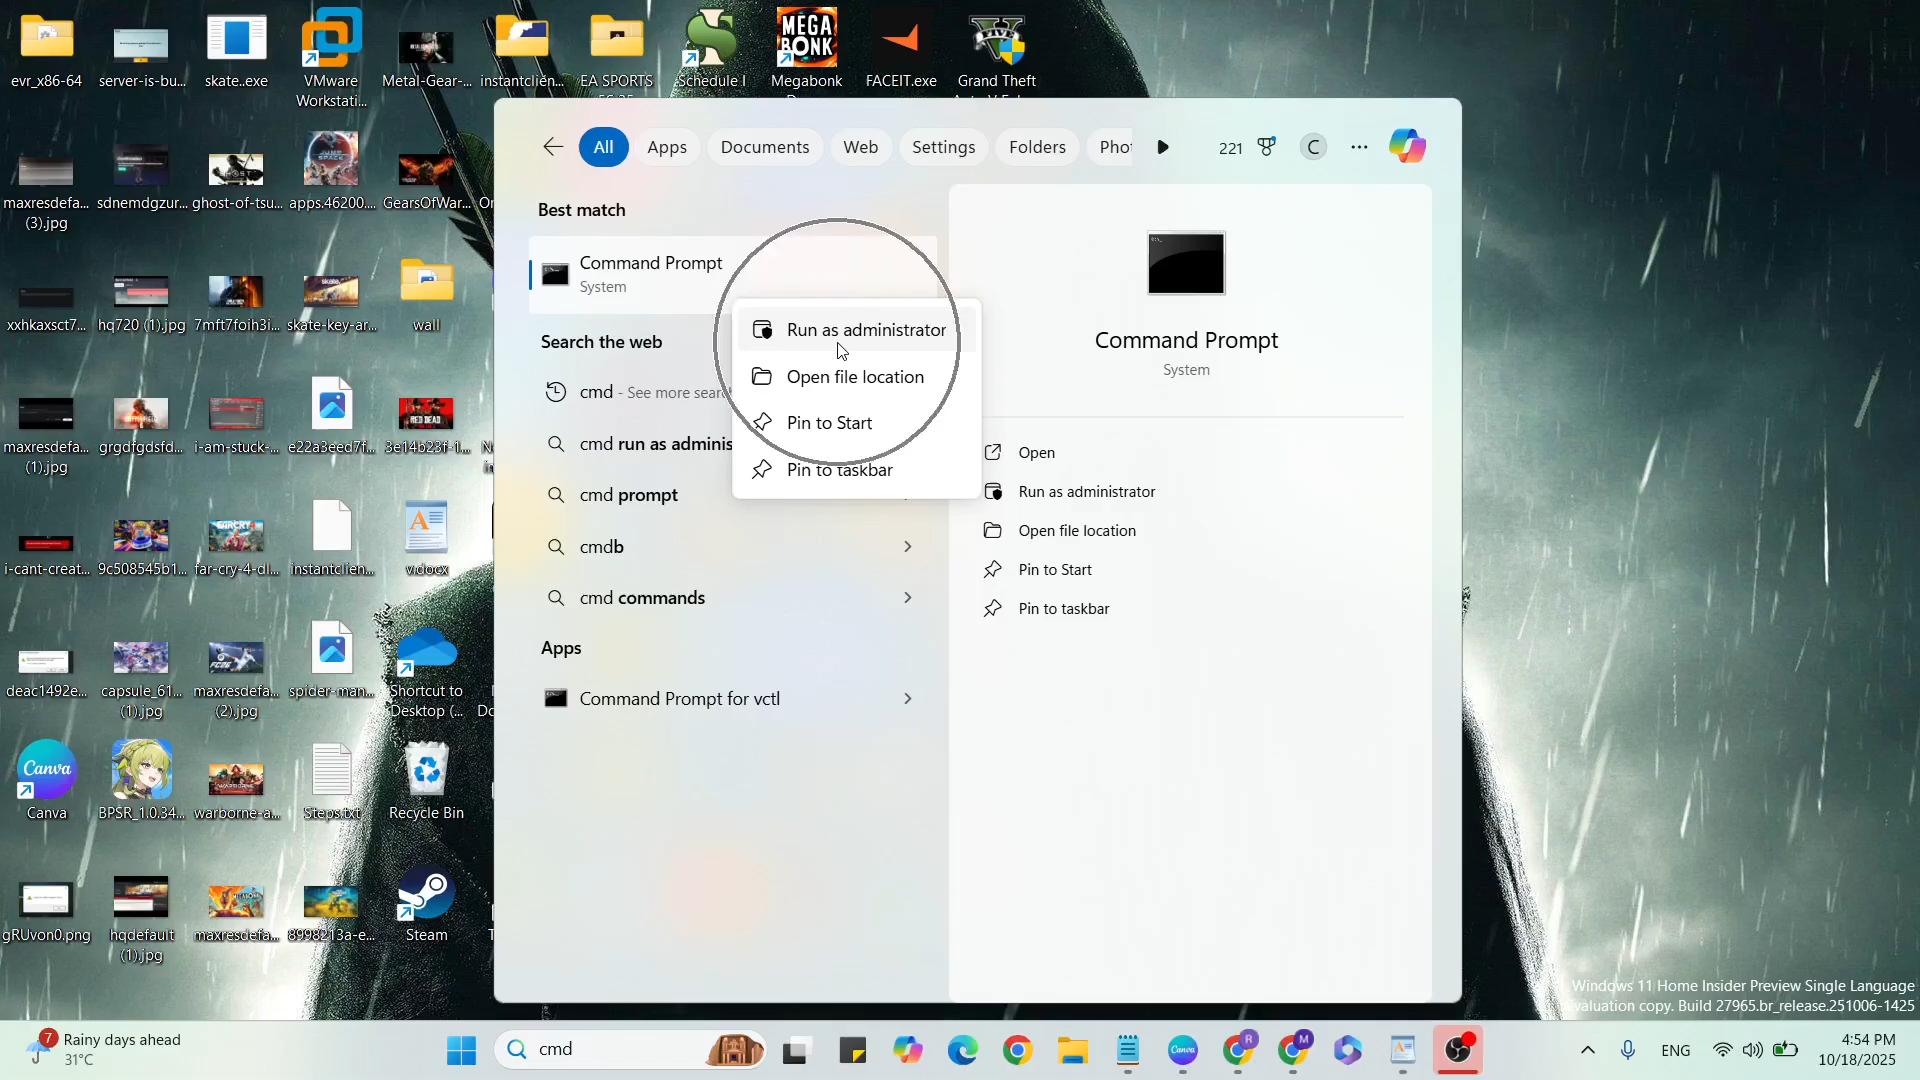 evr_x86-64
server-is-bu...
skate..exe
VMware
Workstati...
Metal-Gear-...
instantclien...
EA SPORTS
Schedule I
Megabonk
FACEIT.exe
Grand Theft
MEGA
BONK
maxresdefa...
(3).jpg
sdnemdgzur...
ghost-of-tsu...
apps.46200....
GearsOfWar...
xxhkaxsct7...
hq720 (1).jpg
7mft7foih3i...
skate-key-ar...
wall
maxresdefa...
(1).jpg
grgdfgdsfd...
i-am-stuck-...
e22a3eed7f...
3e14b23f-1...
i-cant-creat...
9c508545b1...
far-cry-4-dl...
instantclien...
v.docx
deac1492e...
capsule_61...
(1).jpg
maxresdefa...
(2).jpg
spider-man...
Shortcut to
Desktop (...
Canva
Canva
BPSR_1.0.34...
warborne-a...
Steps.txt
Recycle Bin
gRUvon0.png
hqdefault
(1).jpg
maxresdefa...
8998213a-e...
Steam
All
Apps
Documents
Web
Settings
Folders
221
C
...
Best match
Command Prompt
System
Search the web
cmd - See more sear
cmd run as adminis
cmd prompt
cmdb
cmd commands
Apps
Command Prompt for vctl
Run as administrator
Open file location
Pin to Start
Pin to taskbar
Command Prompt
System
Open
Run as administrator
Open file location
Pin to Start
Pin to taskbar
Windows 11 Home Insider Preview Single Language
valuation copy. Build 27965.br_release.251006-1425
7
Rainy days ahead
31°C
cmd
Canva
R
M
ENG
4:54 PM
10/18/2025